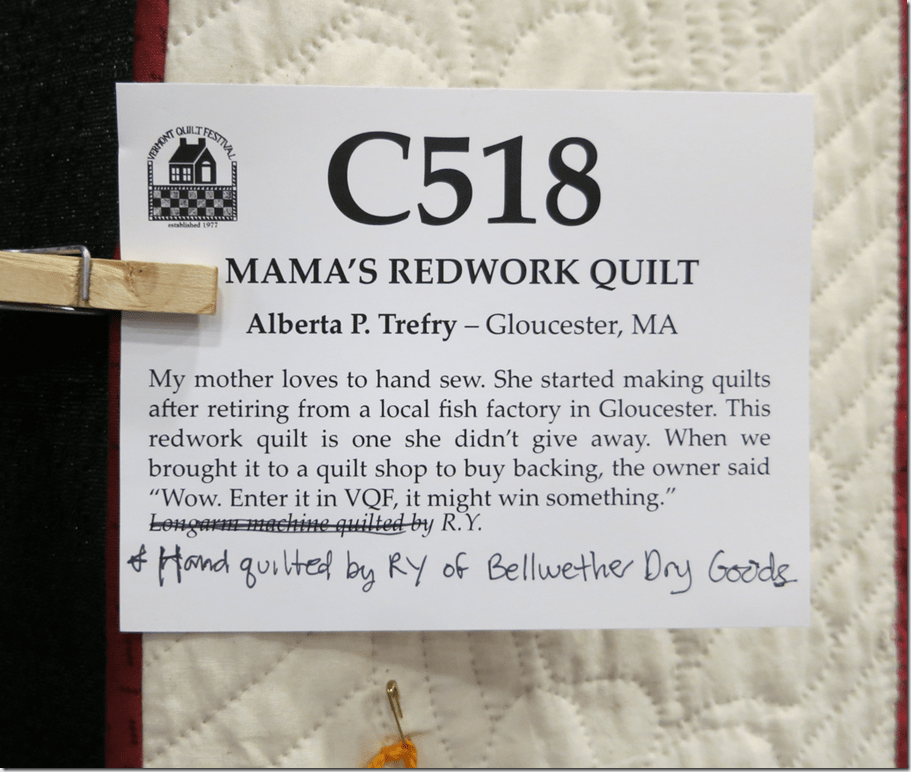 VERMONT QUILT FESTIVAL
established 1977
C518
MAMA'S REDWORK QUILT
Alberta P. Trefry – Gloucester, MA
My mother loves to hand sew. She started making quilts
after retiring from a local fish factory in Gloucester. This
redwork quilt is one she didn't give away. When we
brought it to a quilt shop to buy backing, the owner said
“Wow. Enter it in VQF, it might win something.”
Longarm machine quilted by R.Y.
* Hand quilted by RY of Bellwether Dry Goods